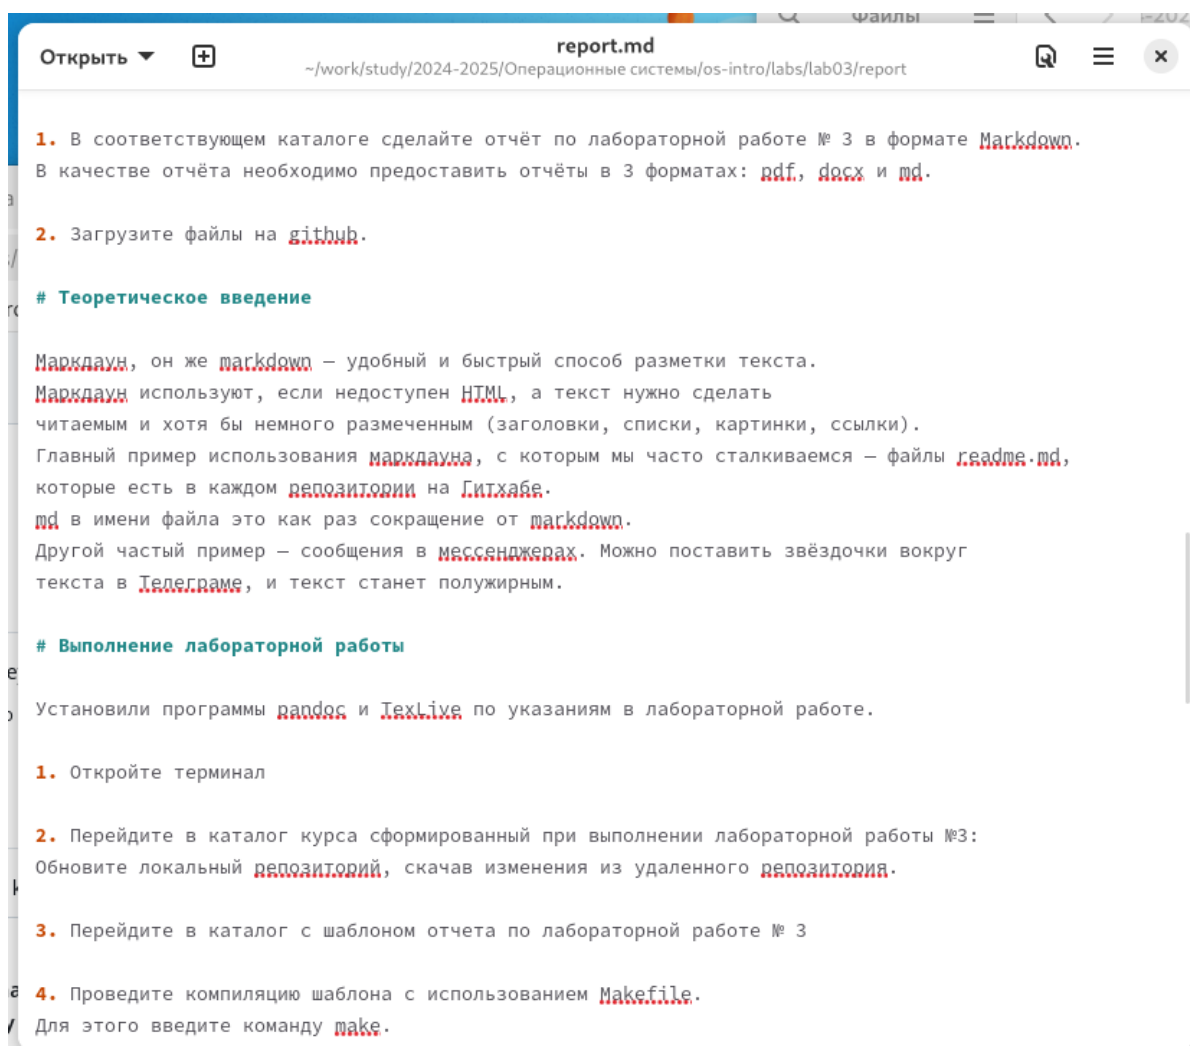 Файлы
-202
Открыть
report.md
~/work/study/2024-2025/Операционные системы/os-intro/labs/lab03/report
1. В соответствующем каталоге сделайте отчёт по лабораторной работе № 3 в формате Markdown.
В качестве отчёта необходимо предоставить отчёты в 3 форматах: pdf, docx и md.
2. Загрузите файлы на github.
# Теоретическое введение
Маркдаун, он же markdown — удобный и быстрый способ разметки текста.
Маркдаун используют, если недоступен HTML, а текст нужно сделать
читаемым и хотя бы немного размеченным (заголовки, списки, картинки, ссылки).
Главный пример использования маркдауна, с которым мы часто сталкиваемся — файлы readme.md,
которые есть в каждом репозитории на Гитхабе.
md в имени файла это как раз сокращение от markdown.
Другой частый пример — сообщения в мессенджерах. Можно поставить звёздочки вокруг
текста в Телеграме, и текст станет полужирным.
# Выполнение лабораторной работы
Установили программы pandoc и TexLive по указаниям в лабораторной работе.
1. Откройте терминал
2. Перейдите в каталог курса сформированный при выполнении лабораторной работы №3:
Обновите локальный репозиторий, скачав изменения из удаленного репозитория.
3. Перейдите в каталог с шаблоном отчета по лабораторной работе № 3
4. Проведите компиляцию шаблона с использованием Makefile.
Для этого введите команду make.